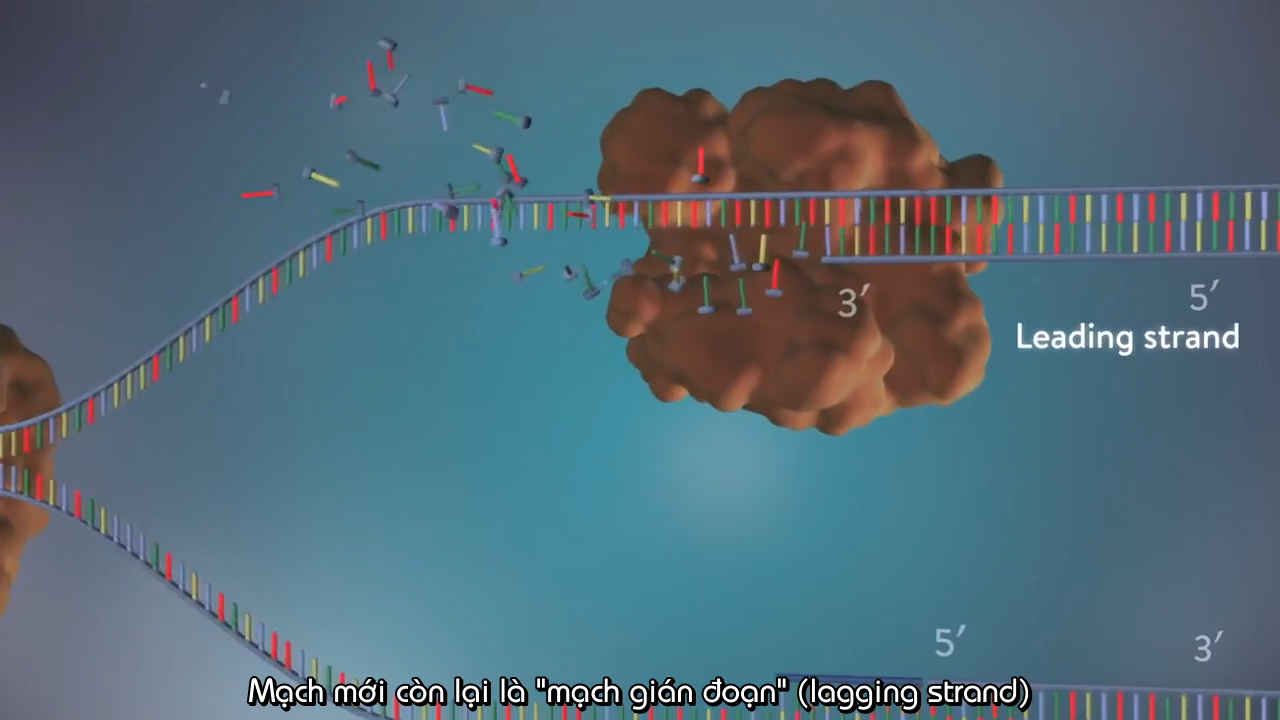 3′
5′
Leading strand
5′
3′
Mạch mới còn lại là "mạch gián đoạn" (lagging strand)